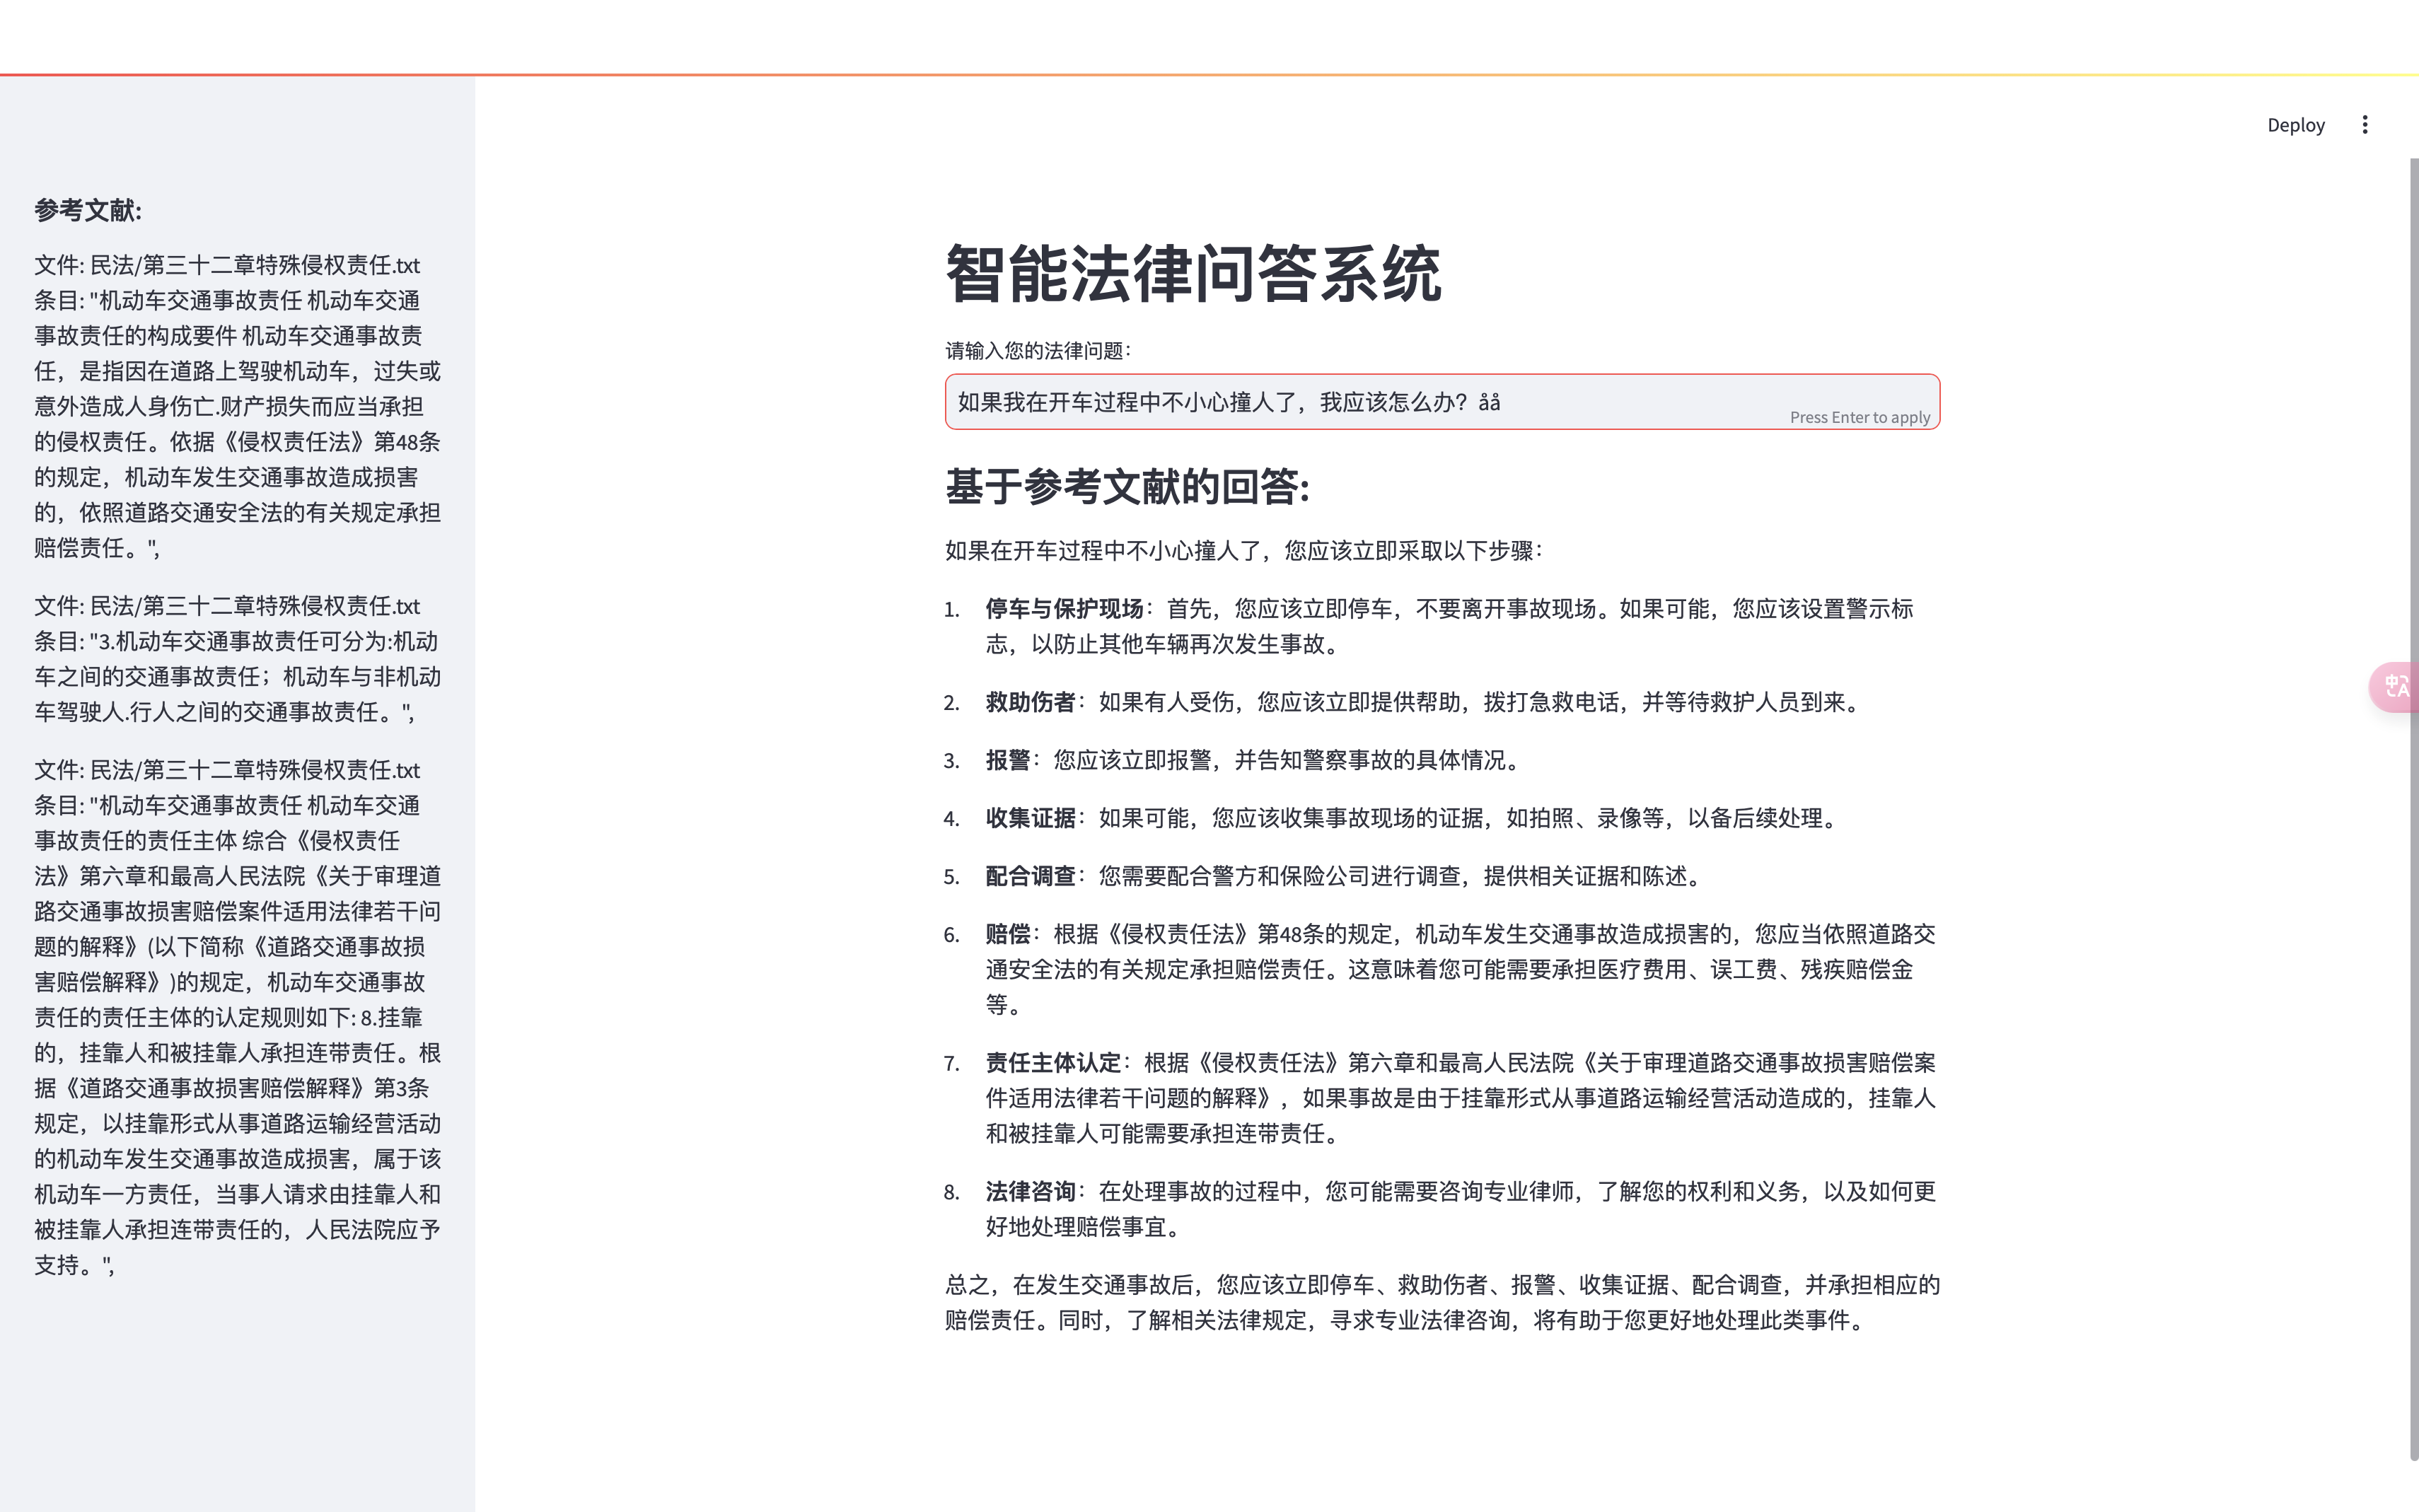 Deploy
参考文献:
文件: 民法/第三十二章特殊侵权责任.txt
条目: "机动车交通事故责任 机动车交通
事故责任的构成要件 机动车交通事故责
任，是指因在道路上驾驶机动车，过失或
意外造成人身伤亡.财产损失而应当承担
的侵权责任。依据《侵权责任法》第48条
的规定，机动车发生交通事故造成损害
的，依照道路交通安全法的有关规定承担
赔偿责任。",
文件: 民法/第三十二章特殊侵权责任.txt
条目: "3.机动车交通事故责任可分为:机动
车之间的交通事故责任；机动车与非机动
车驾驶人.行人之间的交通事故责任。",
文件: 民法/第三十二章特殊侵权责任.txt
条目: "机动车交通事故责任 机动车交通
事故责任的责任主体 综合《侵权责任
法》第六章和最高人民法院《关于审理道
路交通事故损害赔偿案件适用法律若干问
题的解释》(以下简称《道路交通事故损
害赔偿解释》)的规定，机动车交通事故
责任的责任主体的认定规则如下: 8.挂靠
的，挂靠人和被挂靠人承担连带责任。根
据《道路交通事故损害赔偿解释》第3条
规定，以挂靠形式从事道路运输经营活动
的机动车发生交通事故造成损害，属于该
机动车一方责任，当事人请求由挂靠人和
被挂靠人承担连带责任的，人民法院应予
支持。",
智能法律问答系统
请输入您的法律问题：
如果我在开车过程中不小心撞人了，我应该怎么办？åå
Press Enter to apply
基于参考文献的回答:
如果在开车过程中不小心撞人了，您应该立即采取以下步骤：
1. 停车与保护现场：首先，您应该立即停车，不要离开事故现场。如果可能，您应该设置警示标
志，以防止其他车辆再次发生事故。
2. 救助伤者：如果有人受伤，您应该立即提供帮助，拨打急救电话，并等待救护人员到来。
3. 报警：您应该立即报警，并告知警察事故的具体情况。
4. 收集证据：如果可能，您应该收集事故现场的证据，如拍照、录像等，以备后续处理。
5. 配合调查：您需要配合警方和保险公司进行调查，提供相关证据和陈述。
6. 赔偿：根据《侵权责任法》第48条的规定，机动车发生交通事故造成损害的，您应当依照道路交
通安全法的有关规定承担赔偿责任。这意味着您可能需要承担医疗费用、误工费、残疾赔偿金
等。
7. 责任主体认定：根据《侵权责任法》第六章和最高人民法院《关于审理道路交通事故损害赔偿案
件适用法律若干问题的解释》，如果事故是由于挂靠形式从事道路运输经营活动造成的，挂靠人
和被挂靠人可能需要承担连带责任。
8. 法律咨询：在处理事故的过程中，您可能需要咨询专业律师，了解您的权利和义务，以及如何更
好地处理赔偿事宜。
总之，在发生交通事故后，您应该立即停车、救助伤者、报警、收集证据、配合调查，并承担相应的
赔偿责任。同时，了解相关法律规定，寻求专业法律咨询，将有助于您更好地处理此类事件。